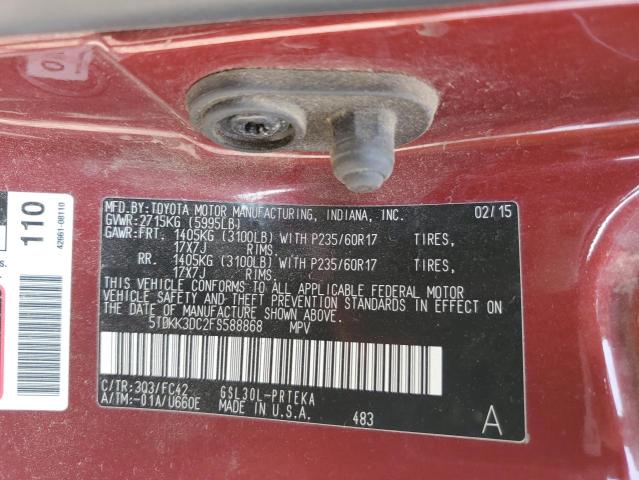 MFD.BY:TOYOTA MOTOR MANUFACTURING, INDIANA, INC. 02/15
GVWR:2715KG (5995LB)
GAWR:FRT. 1405KG (3100LB) WITH P235/60R17 TIRES,
17X7J RIMS.
RR. 1405KG (3100LB) WITH P235/60R17 TIRES,
17X7J RIMS.
THIS VEHICLE CONFORMS TO ALL APPLICABLE FEDERAL MOTOR
VEHICLE SAFETY AND THEFT PREVENTION STANDARDS IN EFFECT ON
THE DATE OF MANUFACTURE SHOWN ABOVE.
5TDKK3DC2FS588868 MPV
C/TR:3Q3/FC42 GSL30L-PRTEKA
A/TM:-01A/U660E MADE IN U.S.A. 483 A
110
42661-08110